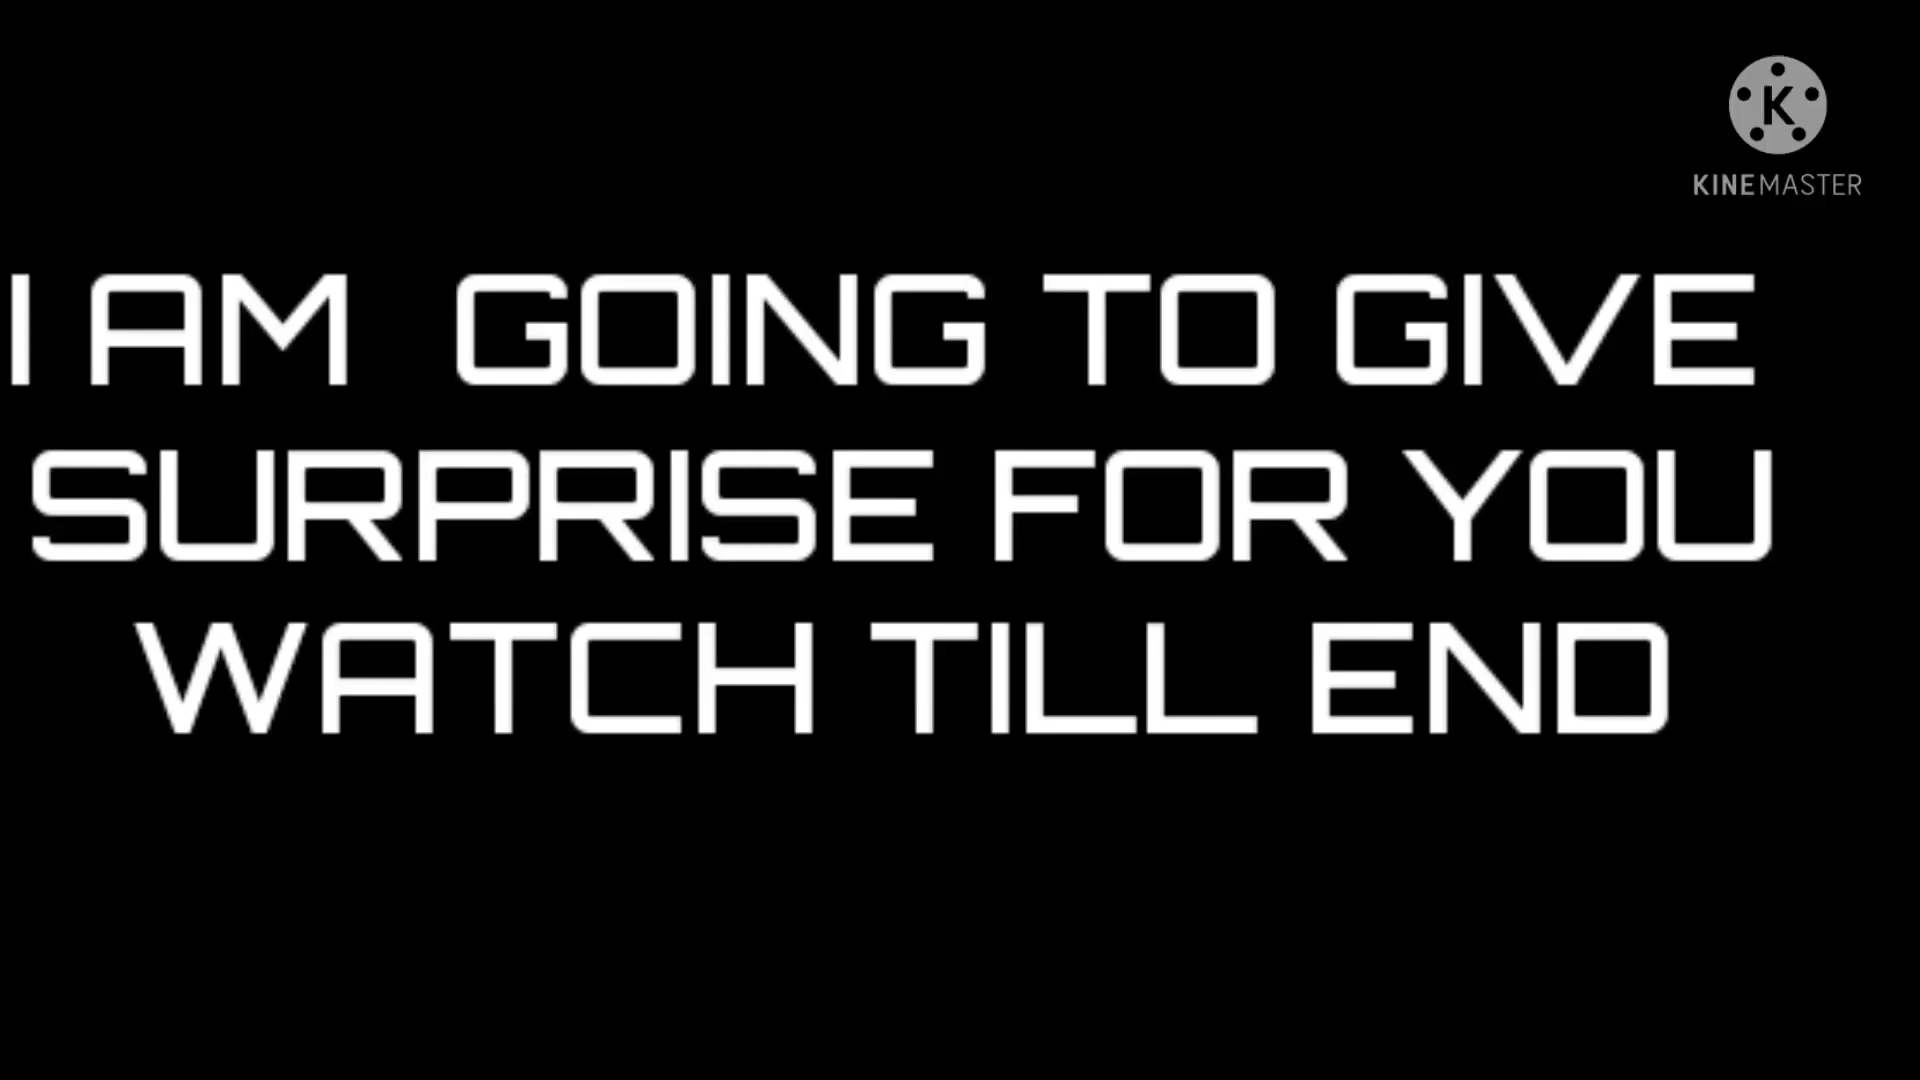 K
KINEMASTER
I AM  GOING TO GIVE
SURPRISE FOR YOU
WATCH TILL END